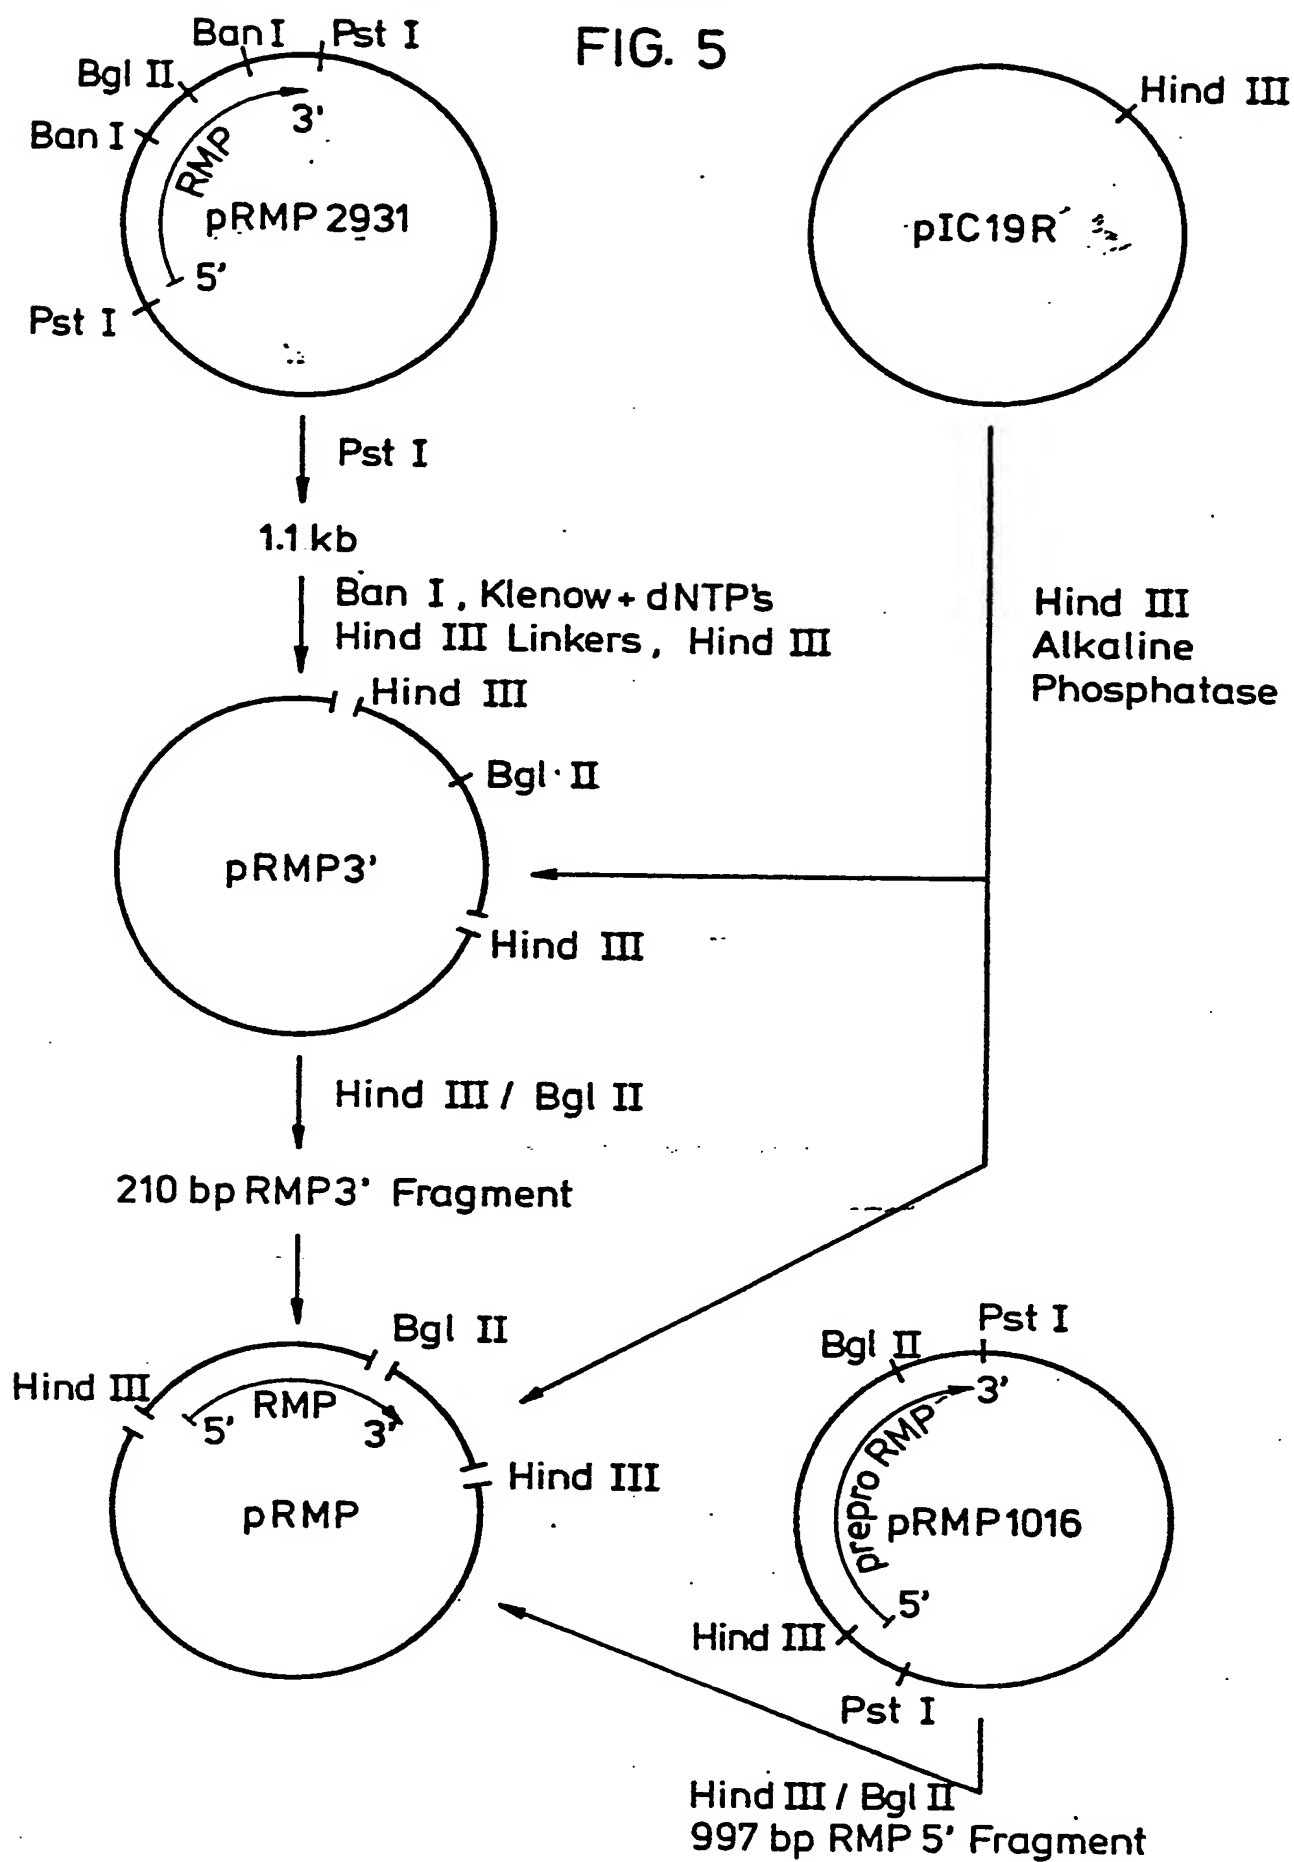 FIG. 5
Ban I
Pst I
Bgl II
Ban I
3'
RMP
pRMP 2931
5'
Pst I
Hind III
pIC19R
Pst I
1.1 kb
Ban I, Klenow + dNTP's
Hind III Linkers, Hind III
Hind III
Alkaline
Phosphatase
Hind III
Bgl II
pRMP3'
Hind III
Hind III / Bgl II
210 bp RMP3' Fragment
Bgl II
Hind III
RMP
5'
3'
Hind III
pRMP
Pst I
Bgl II
3'
prepro RMP
pRMP1016
5'
Hind III
Pst I
Hind III / Bgl II
997 bp RMP 5' Fragment